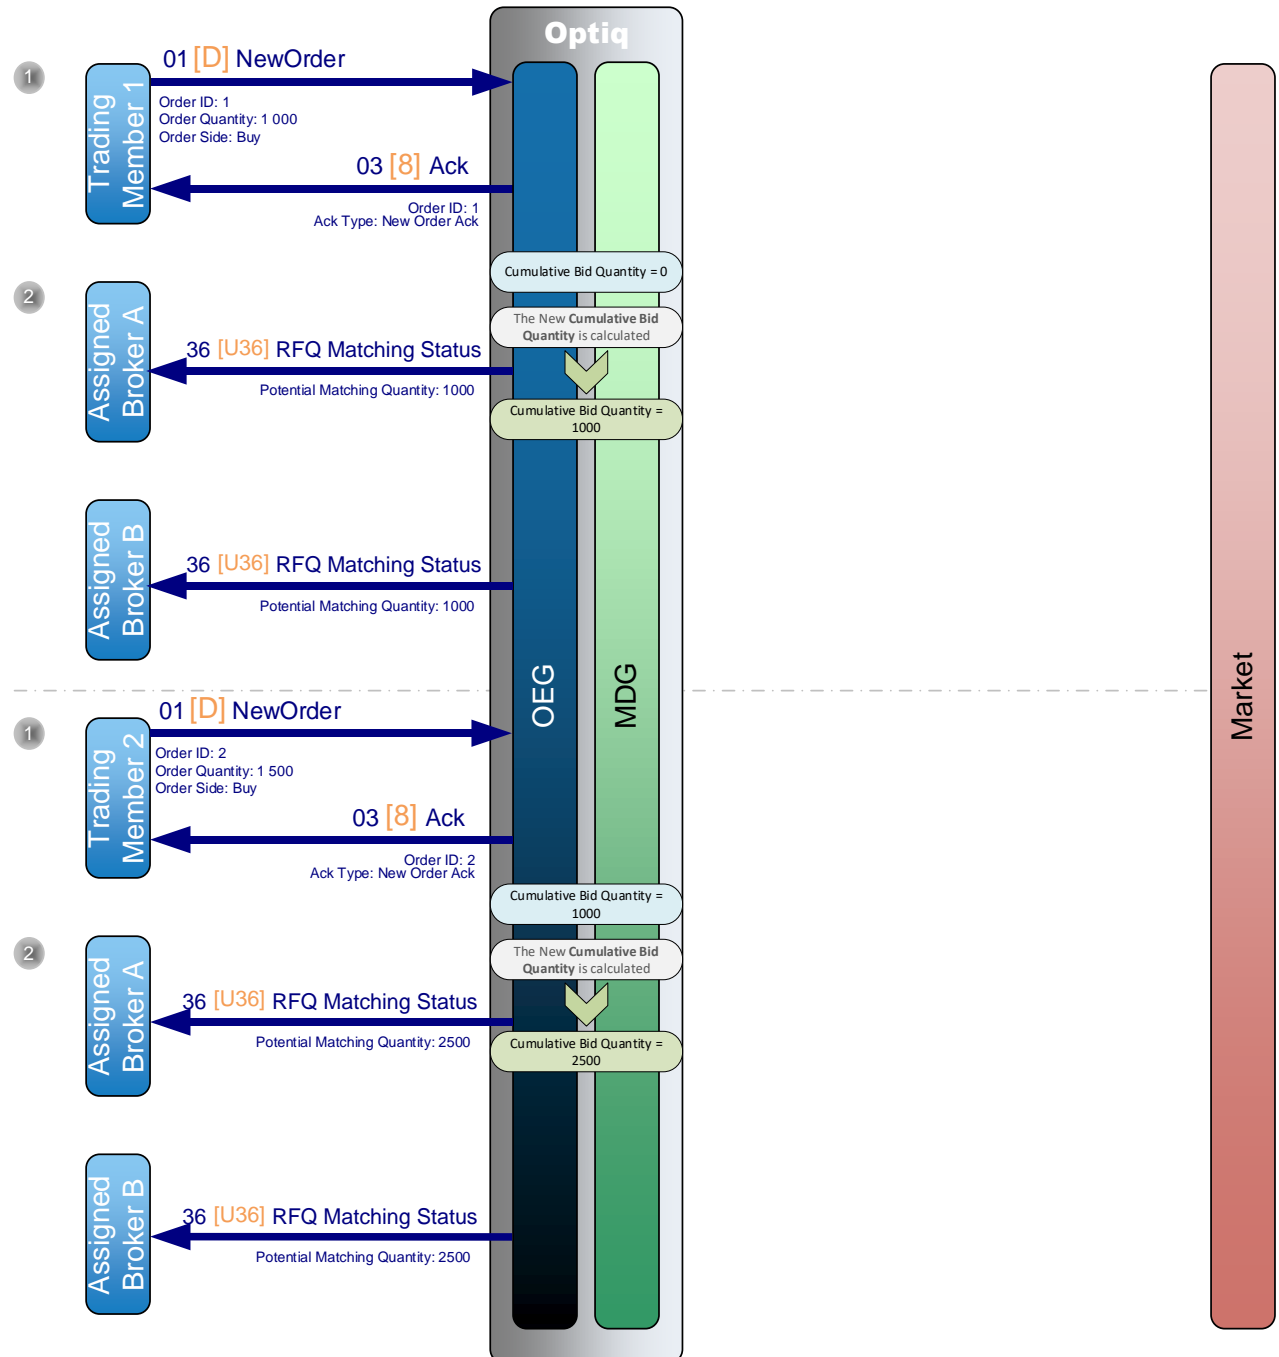 Optiq
1
Trading
Member 1
01 [D] NewOrder
Order ID: 1
Order Quantity: 1 000
Order Side: Buy
03 [8] Ack
Order ID: 1
Ack Type: New Order Ack
Cumulative Bid Quantity = 0
2
Assigned
Broker A
The New Cumulative Bid
Quantity is calculated
36 [U36] RFQ Matching Status
Potential Matching Quantity: 1000
Cumulative Bid Quantity =
1000
Assigned
Broker B
36 [U36] RFQ Matching Status
Potential Matching Quantity: 1000
OEG
MDG
Market
1
Trading
Member 2
01 [D] NewOrder
Order ID: 2
Order Quantity: 1 500
Order Side: Buy
03 [8] Ack
Order ID: 2
Ack Type: New Order Ack
Cumulative Bid Quantity =
1000
2
Assigned
Broker A
The New Cumulative Bid
Quantity is calculated
36 [U36] RFQ Matching Status
Potential Matching Quantity: 2500
Cumulative Bid Quantity =
2500
Assigned
Broker B
36 [U36] RFQ Matching Status
Potential Matching Quantity: 2500